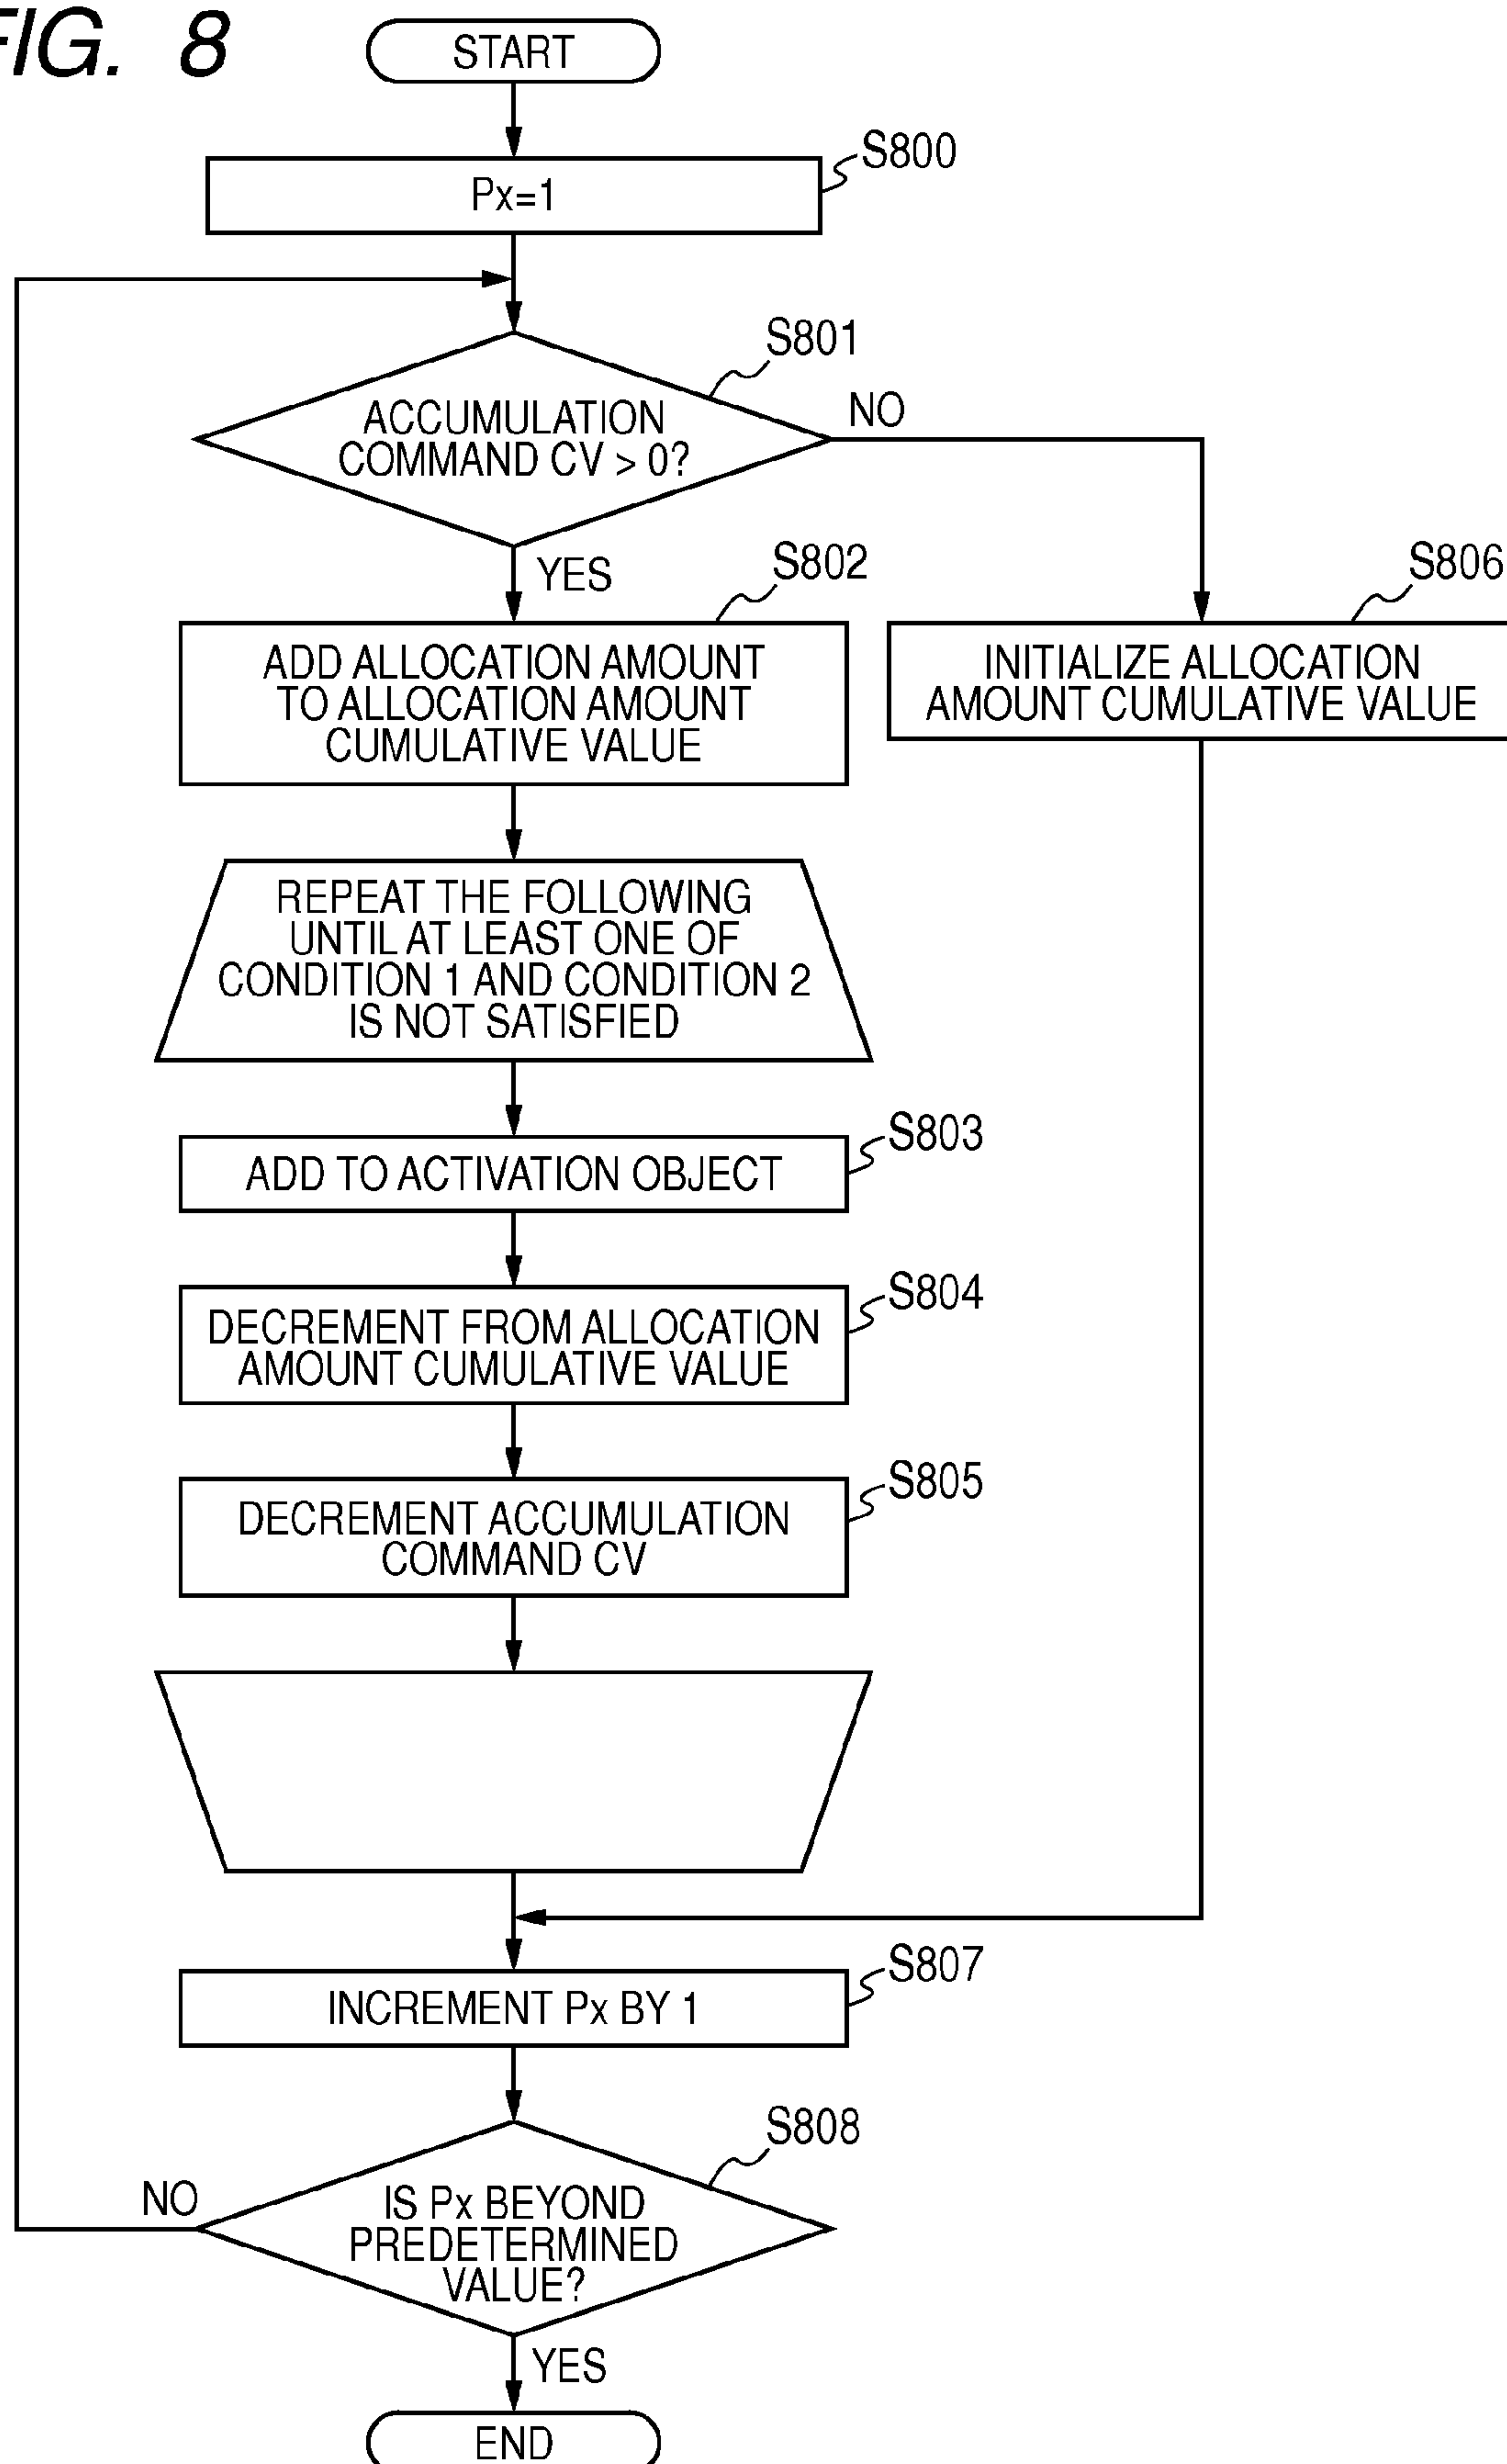 FIG. 8
START
S800
Px=1
S801
ACCUMULATION
COMMAND CV > 0?
NO
YES
S802
S806
ADD ALLOCATION AMOUNT
TO ALLOCATION AMOUNT
CUMULATIVE VALUE
INITIALIZE ALLOCATION
AMOUNT CUMULATIVE VALUE
REPEAT THE FOLLOWING
UNTIL AT LEAST ONE OF
CONDITION 1 AND CONDITION 2
IS NOT SATISFIED
S803
ADD TO ACTIVATION OBJECT
S804
DECREMENT FROM ALLOCATION
AMOUNT CUMULATIVE VALUE
S805
DECREMENT ACCUMULATION
COMMAND CV
S807
INCREMENT Px BY 1
S808
NO
IS Px BEYOND
PREDETERMINED
VALUE?
YES
END